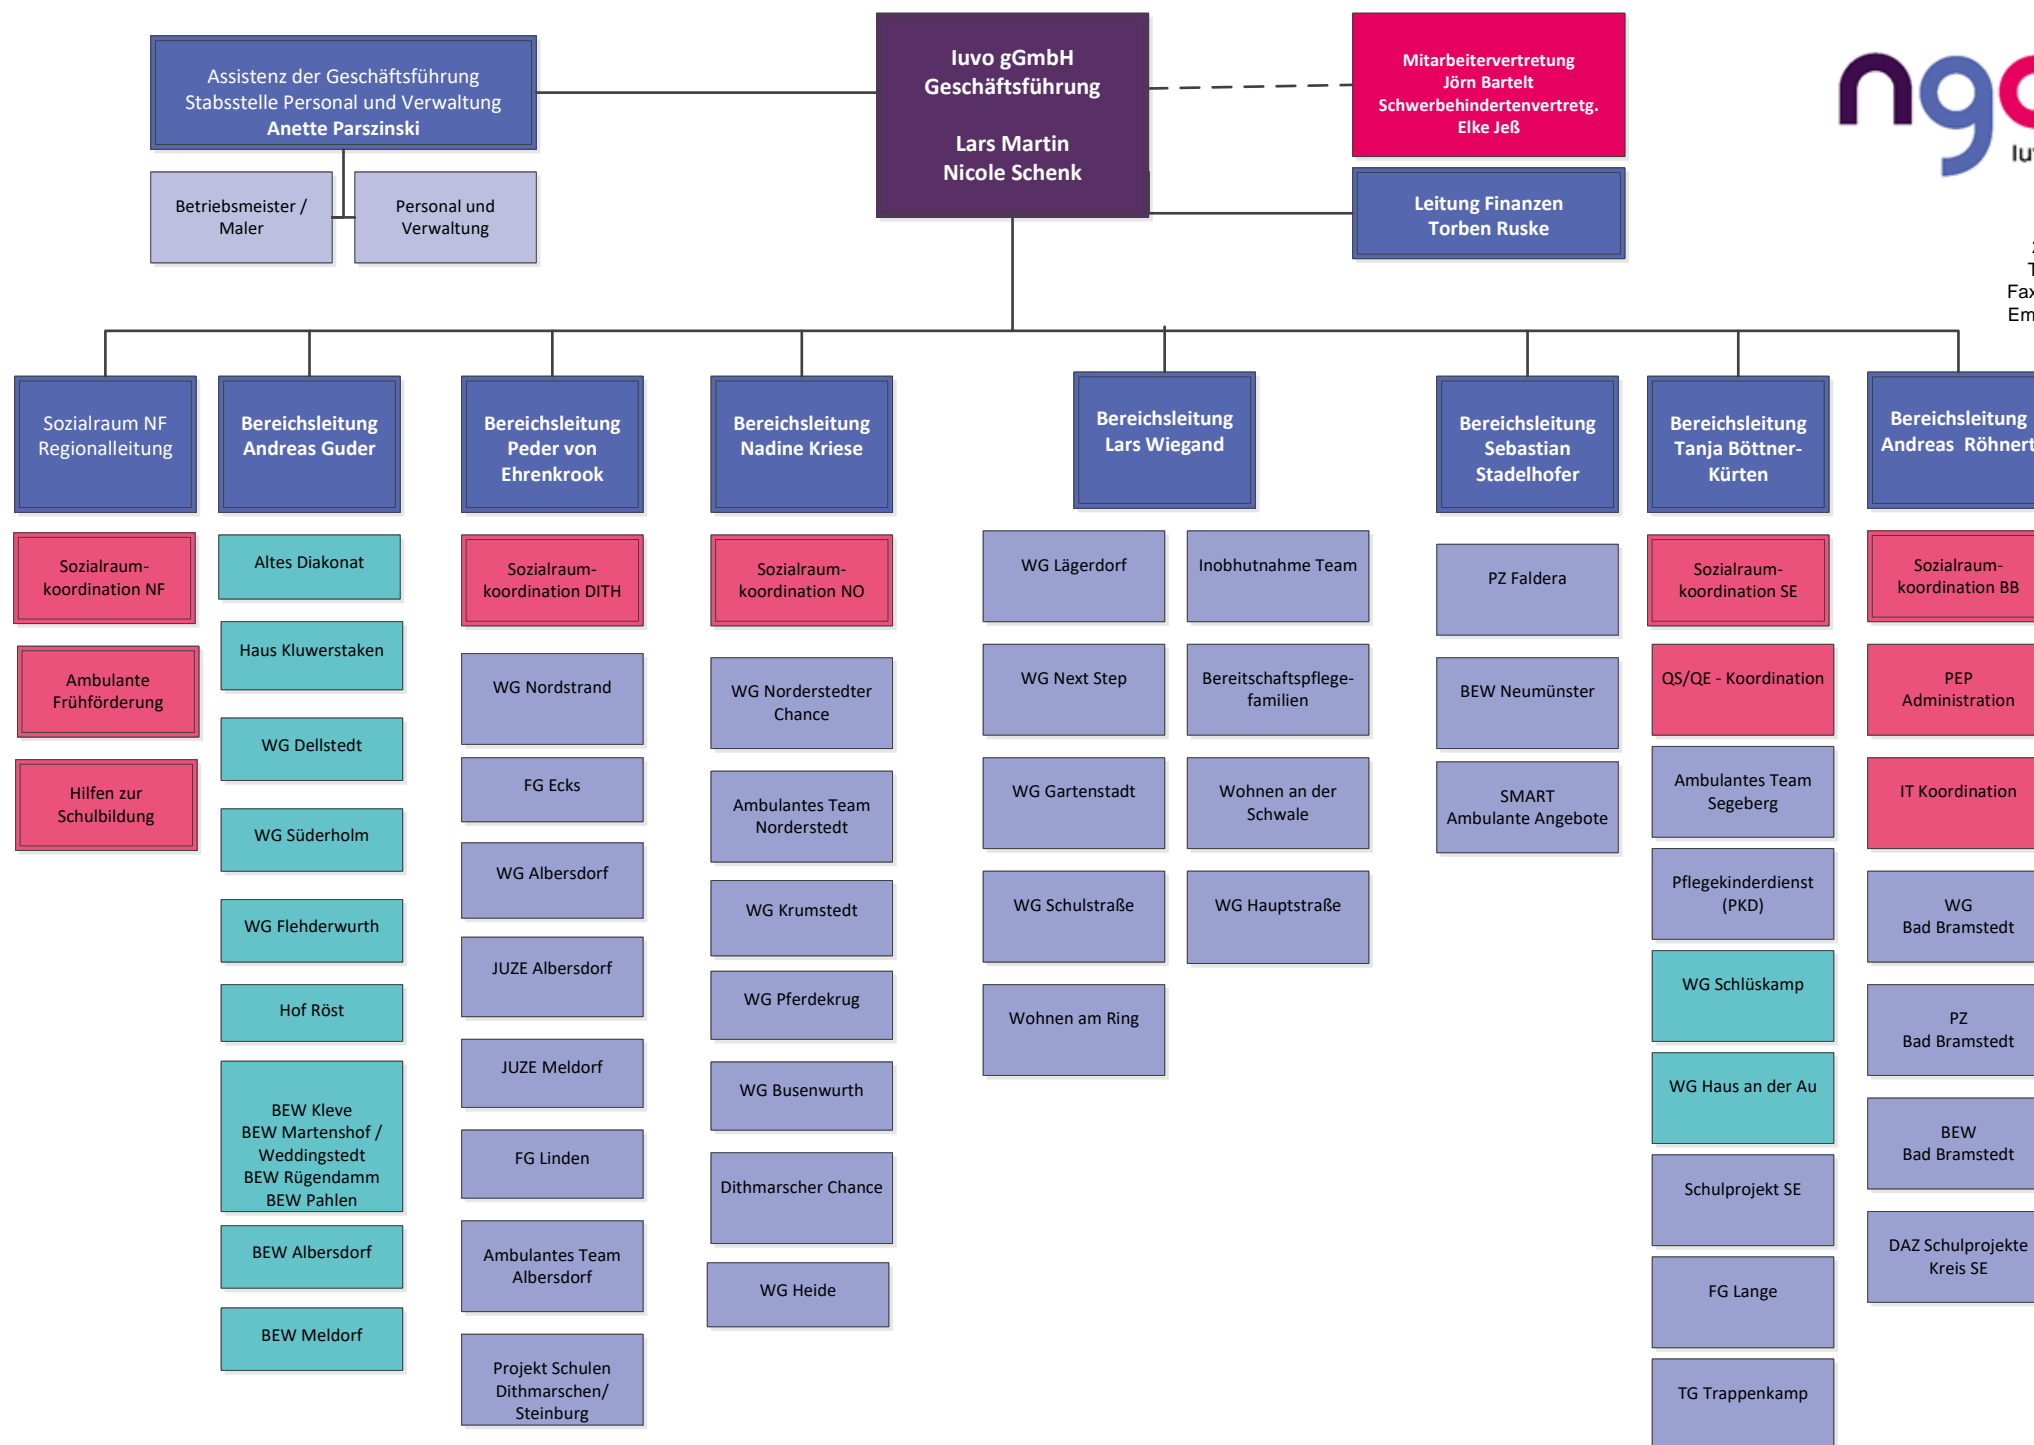 Assistenz der Geschäftsführung
Stabsstelle Personal und Verwaltung
Anette Parszinski
Betriebsmeister /
Maler
Personal und
Verwaltung
Iuvo gGmbH
Geschäftsführung
Lars Martin
Nicole Schenk
Mitarbeitervertretung
Jörn Bartelt
Schwerbehindertenvertretg.
Elke Jeß
Leitung Finanzen
Torben Ruske
Sozialraum NF
Regionalleitung
Sozialraum-
koordination NF
Ambulante
Frühförderung
Hilfen zur
Schulbildung
Bereichsleitung
Andreas Guder
Altes Diakonat
Haus Kluwerstaken
WG Dellstedt
WG Süderholm
WG Flehderwurth
Hof Röst
BEW Kleve
BEW Martenshof /
Weddingstedt
BEW Rügendamm
BEW Pahlen
BEW Albersdorf
BEW Meldorf
Bereichsleitung
Peder von
Ehrenkrook
Sozialraum-
koordination DITH
WG Nordstrand
FG Ecks
WG Albersdorf
JUZE Albersdorf
JUZE Meldorf
FG Linden
Ambulantes Team
Albersdorf
Projekt Schulen
Dithmarschen/
Steinburg
Bereichsleitung
Nadine Kriese
Sozialraum-
koordination NO
WG Norderstedter
Chance
Ambulantes Team
Norderstedt
WG Krumstedt
WG Pferdekrug
WG Busenwurth
Dithmarscher Chance
WG Heide
Bereichsleitung
Lars Wiegand
WG Lägerdorf
WG Next Step
WG Gartenstadt
WG Schulstraße
Wohnen am Ring
Inobhutnahme Team
Bereitschaftspflege-
familien
Wohnen an der
Schwale
WG Hauptstraße
Bereichsleitung
Sebastian
Stadelhofer
PZ Faldera
BEW Neumünster
SMART
Ambulante Angebote
Bereichsleitung
Tanja Böttner-
Kürten
Sozialraum-
koordination SE
QS/QE - Koordination
Ambulantes Team
Segeberg
Pflegekinderdienst
(PKD)
WG Schlüskamp
WG Haus an der Au
Schulprojekt SE
FG Lange
TG Trappenkamp
Bereichsleitung
Andreas Röhnert
Sozialraum-
koordination BB
PEP
Administration
IT Koordination
WG
Bad Bramstedt
PZ
Bad Bramstedt
BEW
Bad Bramstedt
DAZ Schulprojekte
Kreis SE
Fax